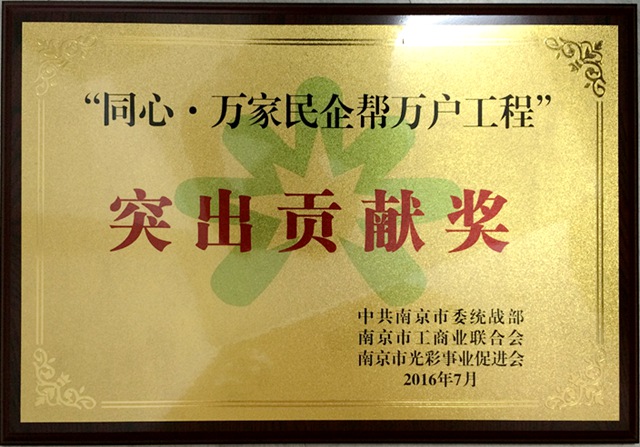 “同心·万家民企帮万户工程”
突出贡献奖
中共南京市委统战部
南京市工商业联合会
南京市光彩事业促进会
2016年7月